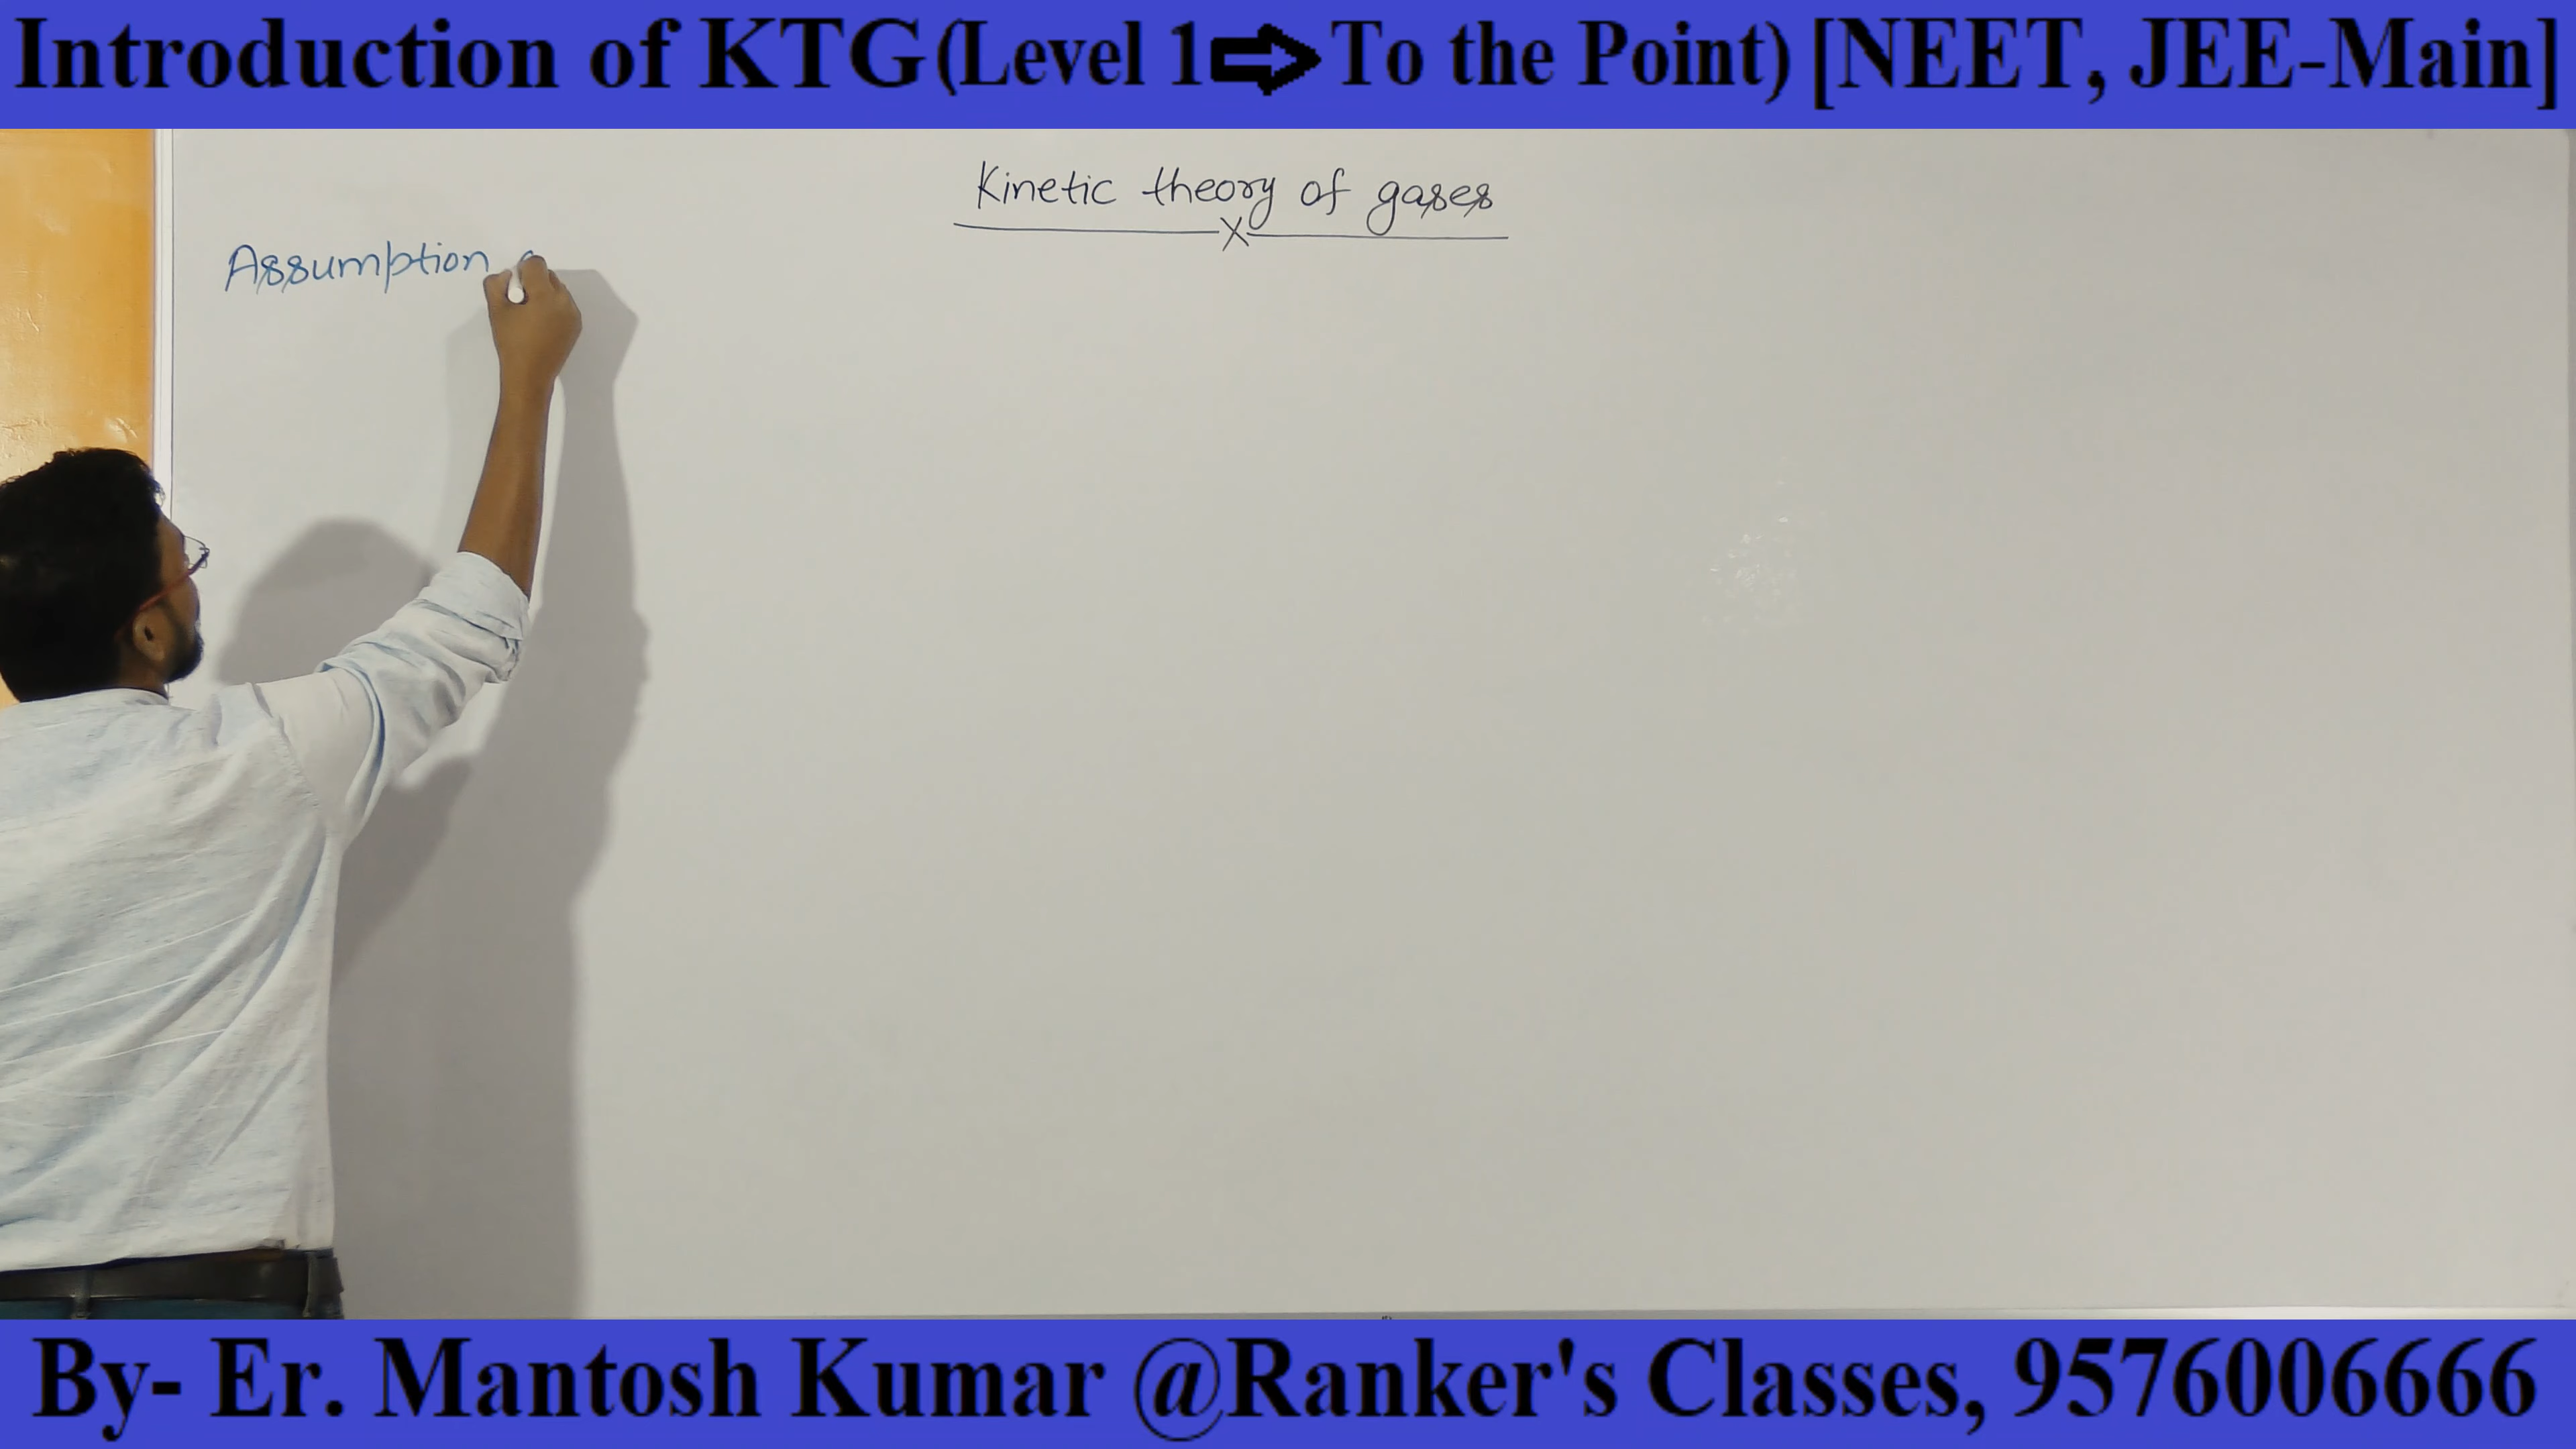 Introduction of KTG(Level 1⇨To the Point) [NEET, JEE-Main]
Kinetic theory of gases
x
Assumption
By- Er. Mantosh Kumar @Ranker's Classes, 9576006666